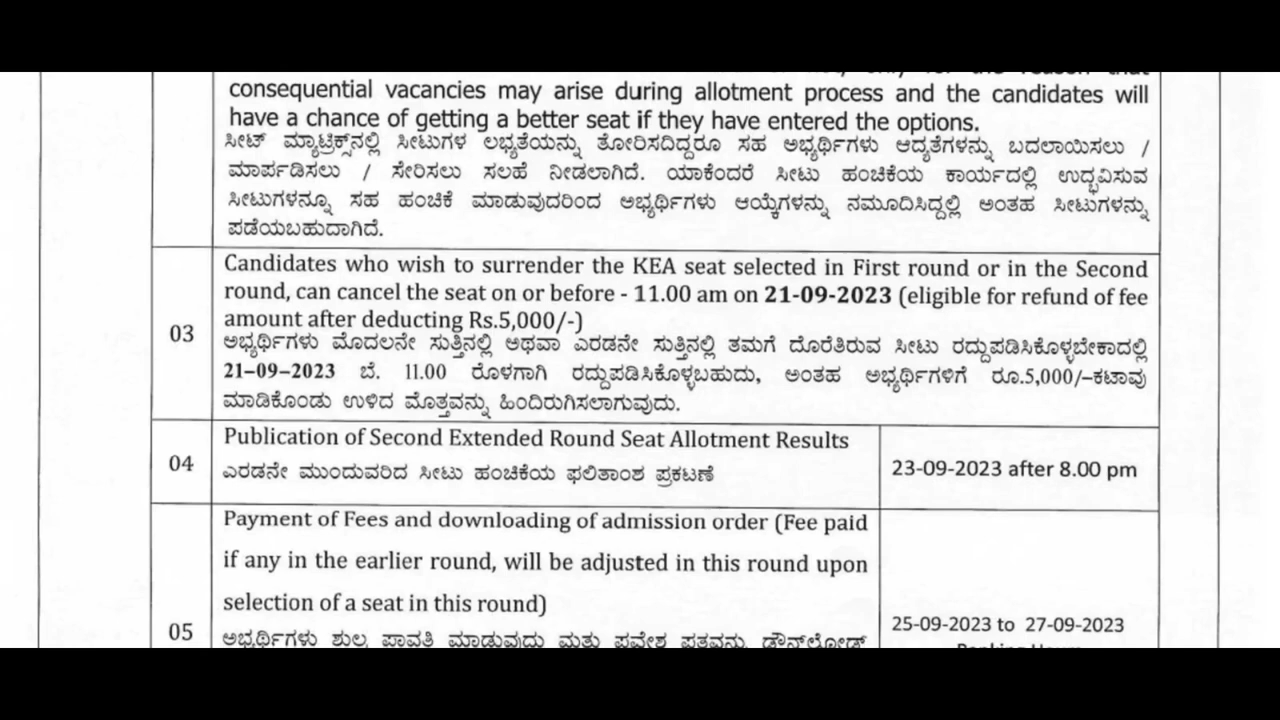 consequential vacancies may arise during allotment process and the candidates will
have a chance of getting a better seat if they have entered the options.
ಸೀಟ್ ಮ್ಯಾಟ್ರಿಕ್ಸ್‌ನಲ್ಲಿ ಸೀಟುಗಳ ಲಭ್ಯತೆಯನ್ನು ತೋರಿಸದಿದ್ದರೂ ಸಹ ಅಭ್ಯರ್ಥಿಗಳು ಆದ್ಯತೆಗಳನ್ನು ಬದಲಾಯಿಸಲು /
ಮಾರ್ಪಡಿಸಲು / ಸೇರಿಸಲು ಸಲಹೆ ನೀಡಲಾಗಿದೆ. ಯಾಕೆಂದರೆ ಸೀಟು ಹಂಚಿಕೆಯ ಕಾರ್ಯದಲ್ಲಿ ಉದ್ಭವಿಸುವ
ಸೀಟುಗಳನ್ನೂ ಸಹ ಹಂಚಿಕೆ ಮಾಡುವುದರಿಂದ ಅಭ್ಯರ್ಥಿಗಳು ಆಯ್ಕೆಗಳನ್ನು ನಮೂದಿಸಿದ್ದಲ್ಲಿ ಅಂತಹ ಸೀಟುಗಳನ್ನು
ಪಡೆಯಬಹುದಾಗಿದೆ.
03
Candidates who wish to surrender the KEA seat selected in First round or in the Second
round, can cancel the seat on or before - 11.00 am on 21-09-2023 (eligible for refund of fee
amount after deducting Rs.5,000/-)
ಅಭ್ಯರ್ಥಿಗಳು ಮೊದಲನೇ ಸುತ್ತಿನಲ್ಲಿ ಅಥವಾ ಎರಡನೇ ಸುತ್ತಿನಲ್ಲಿ ತಮಗೆ ದೊರೆತಿರುವ ಸೀಟು ರದ್ದುಪಡಿಸಿಕೊಳ್ಳಬೇಕಾದಲ್ಲಿ
21-09-2023 ಬೆ. 11.00 ರೊಳಗಾಗಿ ರದ್ದುಪಡಿಸಿಕೊಳ್ಳಬಹುದು, ಅಂತಹ ಅಭ್ಯರ್ಥಿಗಳಿಗೆ ರೂ.5,000/-ಕಟಾವು
ಮಾಡಿಕೊಂಡು ಉಳಿದ ಮೊತ್ತವನ್ನು ಹಿಂದಿರುಗಿಸಲಾಗುವುದು.
04
Publication of Second Extended Round Seat Allotment Results
ಎರಡನೇ ಮುಂದುವರಿದ ಸೀಟು ಹಂಚಿಕೆಯ ಫಲಿತಾಂಶ ಪ್ರಕಟಣೆ
23-09-2023 after 8.00 pm
05
Payment of Fees and downloading of admission order (Fee paid
if any in the earlier round, will be adjusted in this round upon
selection of a seat in this round)
ಅಭ್ಯರ್ಥಿಗಳು ಶುಲ್ಕ ಪಾವತಿ ಮಾಡುವುದು ಮತ್ತು ಪ್ರವೇಶ ಪತ್ರವನ್ನು ಡೌನ್‌ಲೋಡ್
25-09-2023 to 27-09-2023